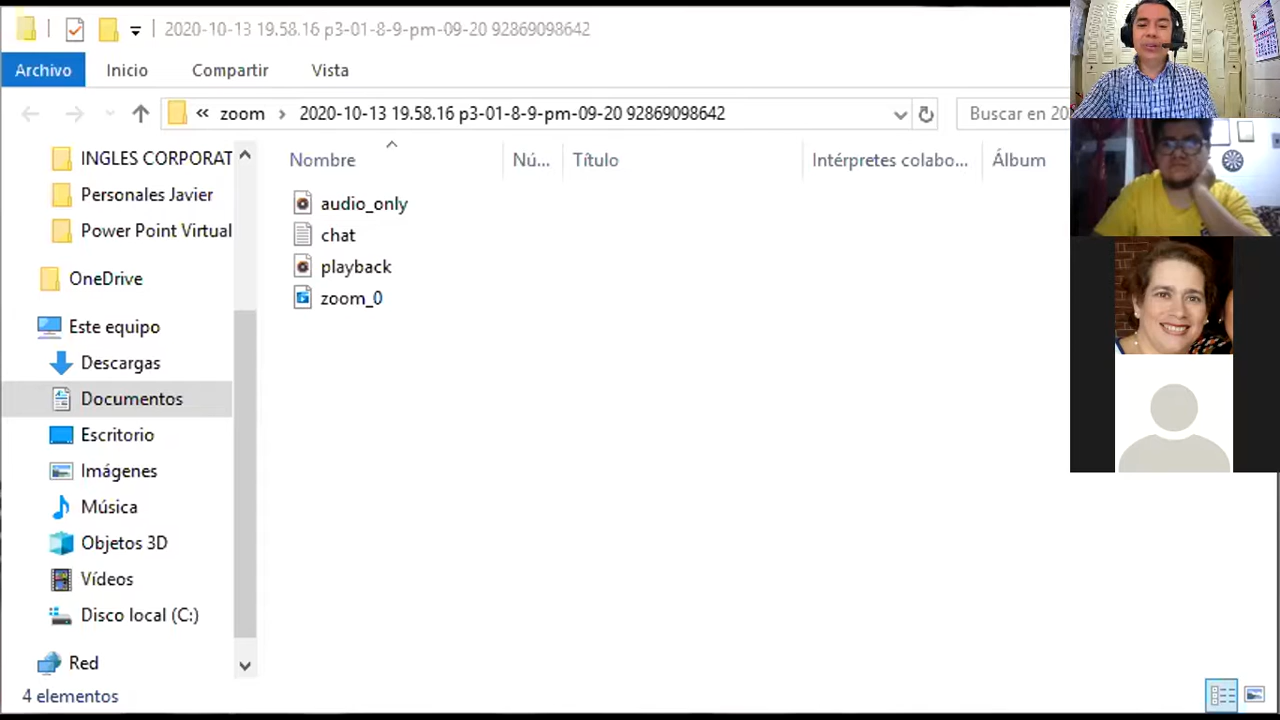 2020-10-13 19.58.16 p3-01-8-9-pm-09-20 92869098642
Archivo Inicio Compartir Vista
« zoom › 2020-10-13 19.58.16 p3-01-8-9-pm-09-20 92869098642 Buscar en 20
Nombre Nú... Título Intérpretes colabo... Álbum
INGLES CORPORAT
Personales Javier
Power Point Virtual
OneDrive
Este equipo
Descargas
Documentos
Escritorio
Imágenes
Música
Objetos 3D
Vídeos
Disco local (C:)
Red
audio_only
chat
playback
zoom_0
4 elementos